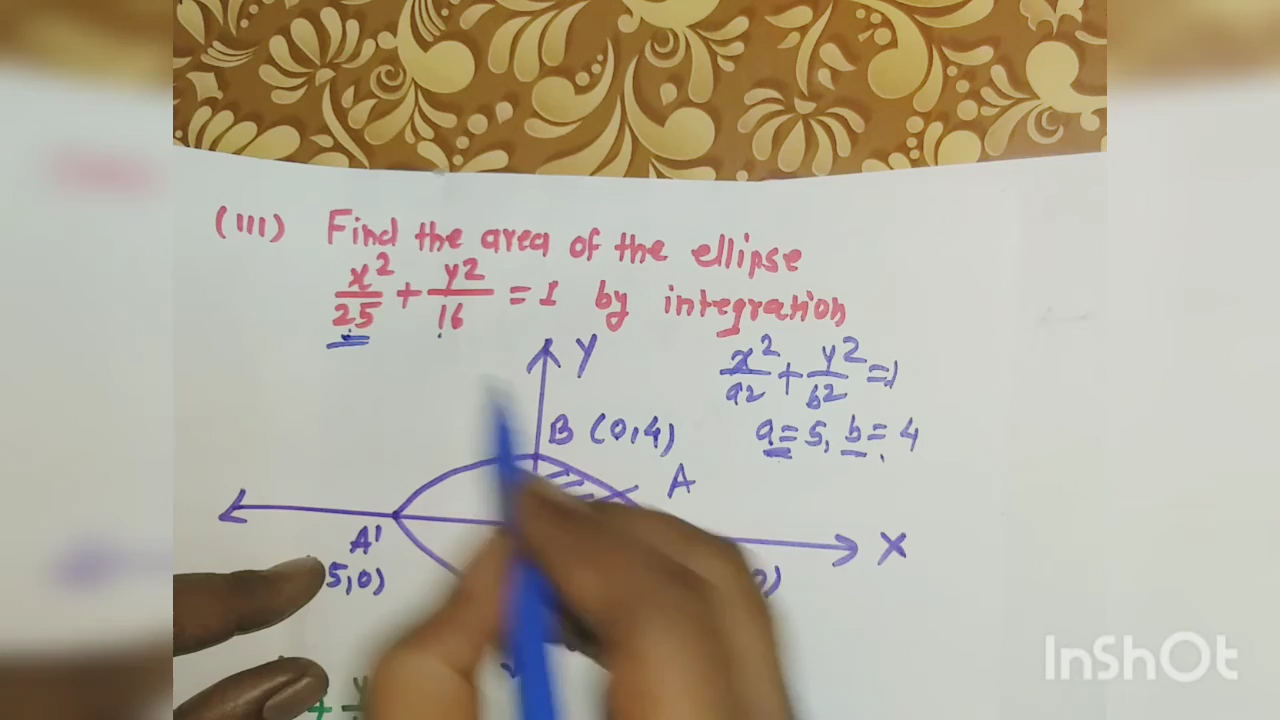 (III) Find the area of the ellipse
x2/25 + y2/16 = 1 by integration
x2/a2 + y2/b2 = 1
a = 5, b = 4
Y
B (0,4)
A
X
A'
5,0)
0)
+ y
InShOt